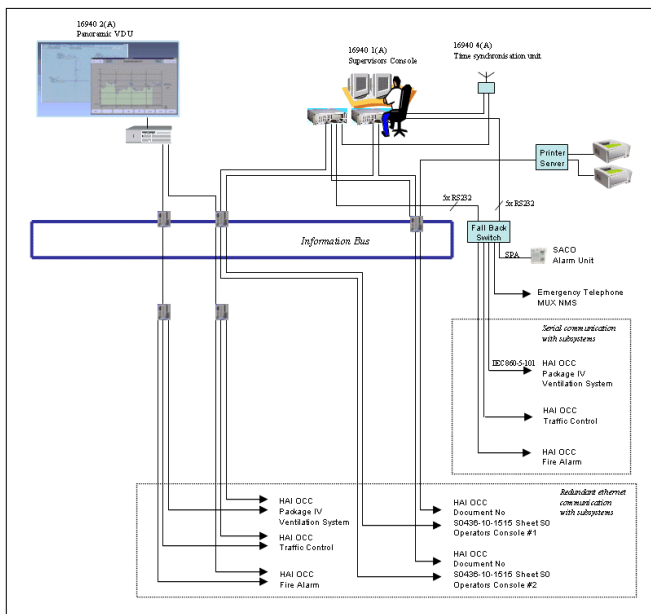 16940 2(A)
Panoramic VDU
16940 1(A)
Supervisors Console
16940 4(A)
Time synchronisation unit
Printer
Server
5x RS232
5x RS232
Information Bus
Fall Back
Switch
SPA
SACO
Alarm Unit
Emergency Telephone
MUX NMS
Serial communication
with subsystems
IEC860-5-101
HAI OCC
Package IV
Ventilation System
HAI OCC
Traffic Control
HAI OCC
Fire Alarm
Redundant ethernet
communication
with subsystems
HAI OCC
Package IV
Ventilation System
HAI OCC
Traffic Control
HAI OCC
Fire Alarm
HAI OCC
Document No
S0436-10-1515 Sheet S0
Operators Console #1
HAI OCC
Document No
S0436-10-1515 Sheet S0
Operators Console #2